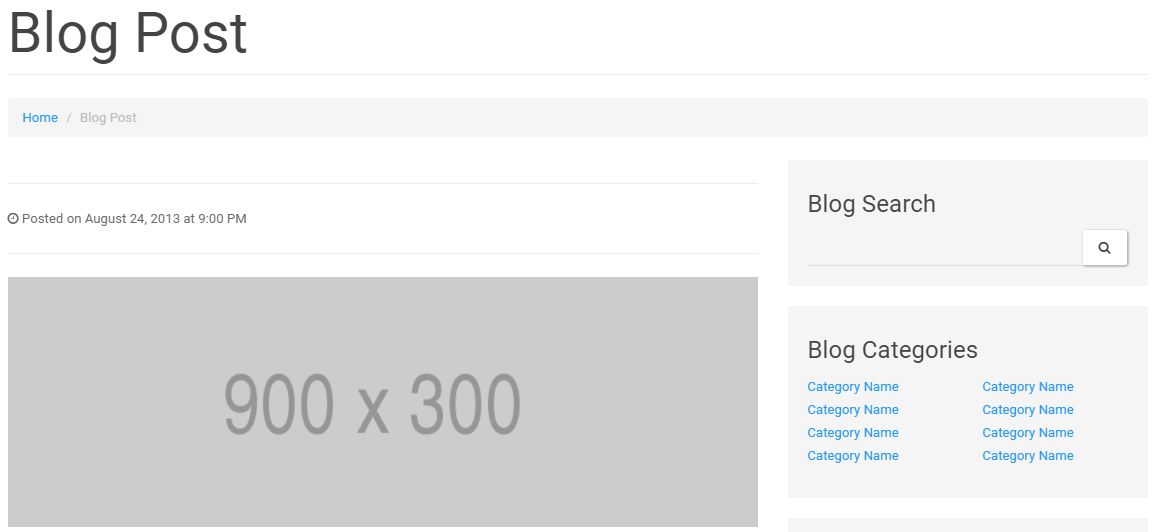 Blog Post
Home / Blog Post
Posted on August 24, 2013 at 9:00 PM
900 x 300
Blog Search
Blog Categories
Category Name Category Name
Category Name Category Name
Category Name Category Name
Category Name Category Name